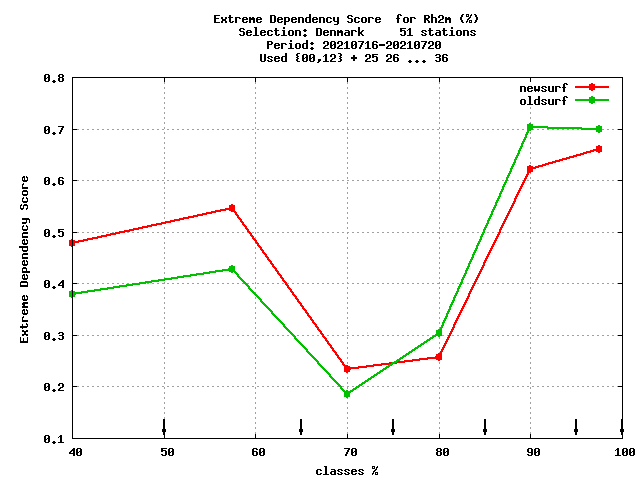 Extreme Dependency Score  for Rh2m (%)
Selection: Denmark     51 stations
Period: 20210716-20210720
Used {00,12} + 25 26 ... 36
newsurf
oldsurf
0.8
0.7
0.6
0.5
0.4
0.3
0.2
0.1
Extreme Dependency Score
40 50 60 70 80 90 100
classes %